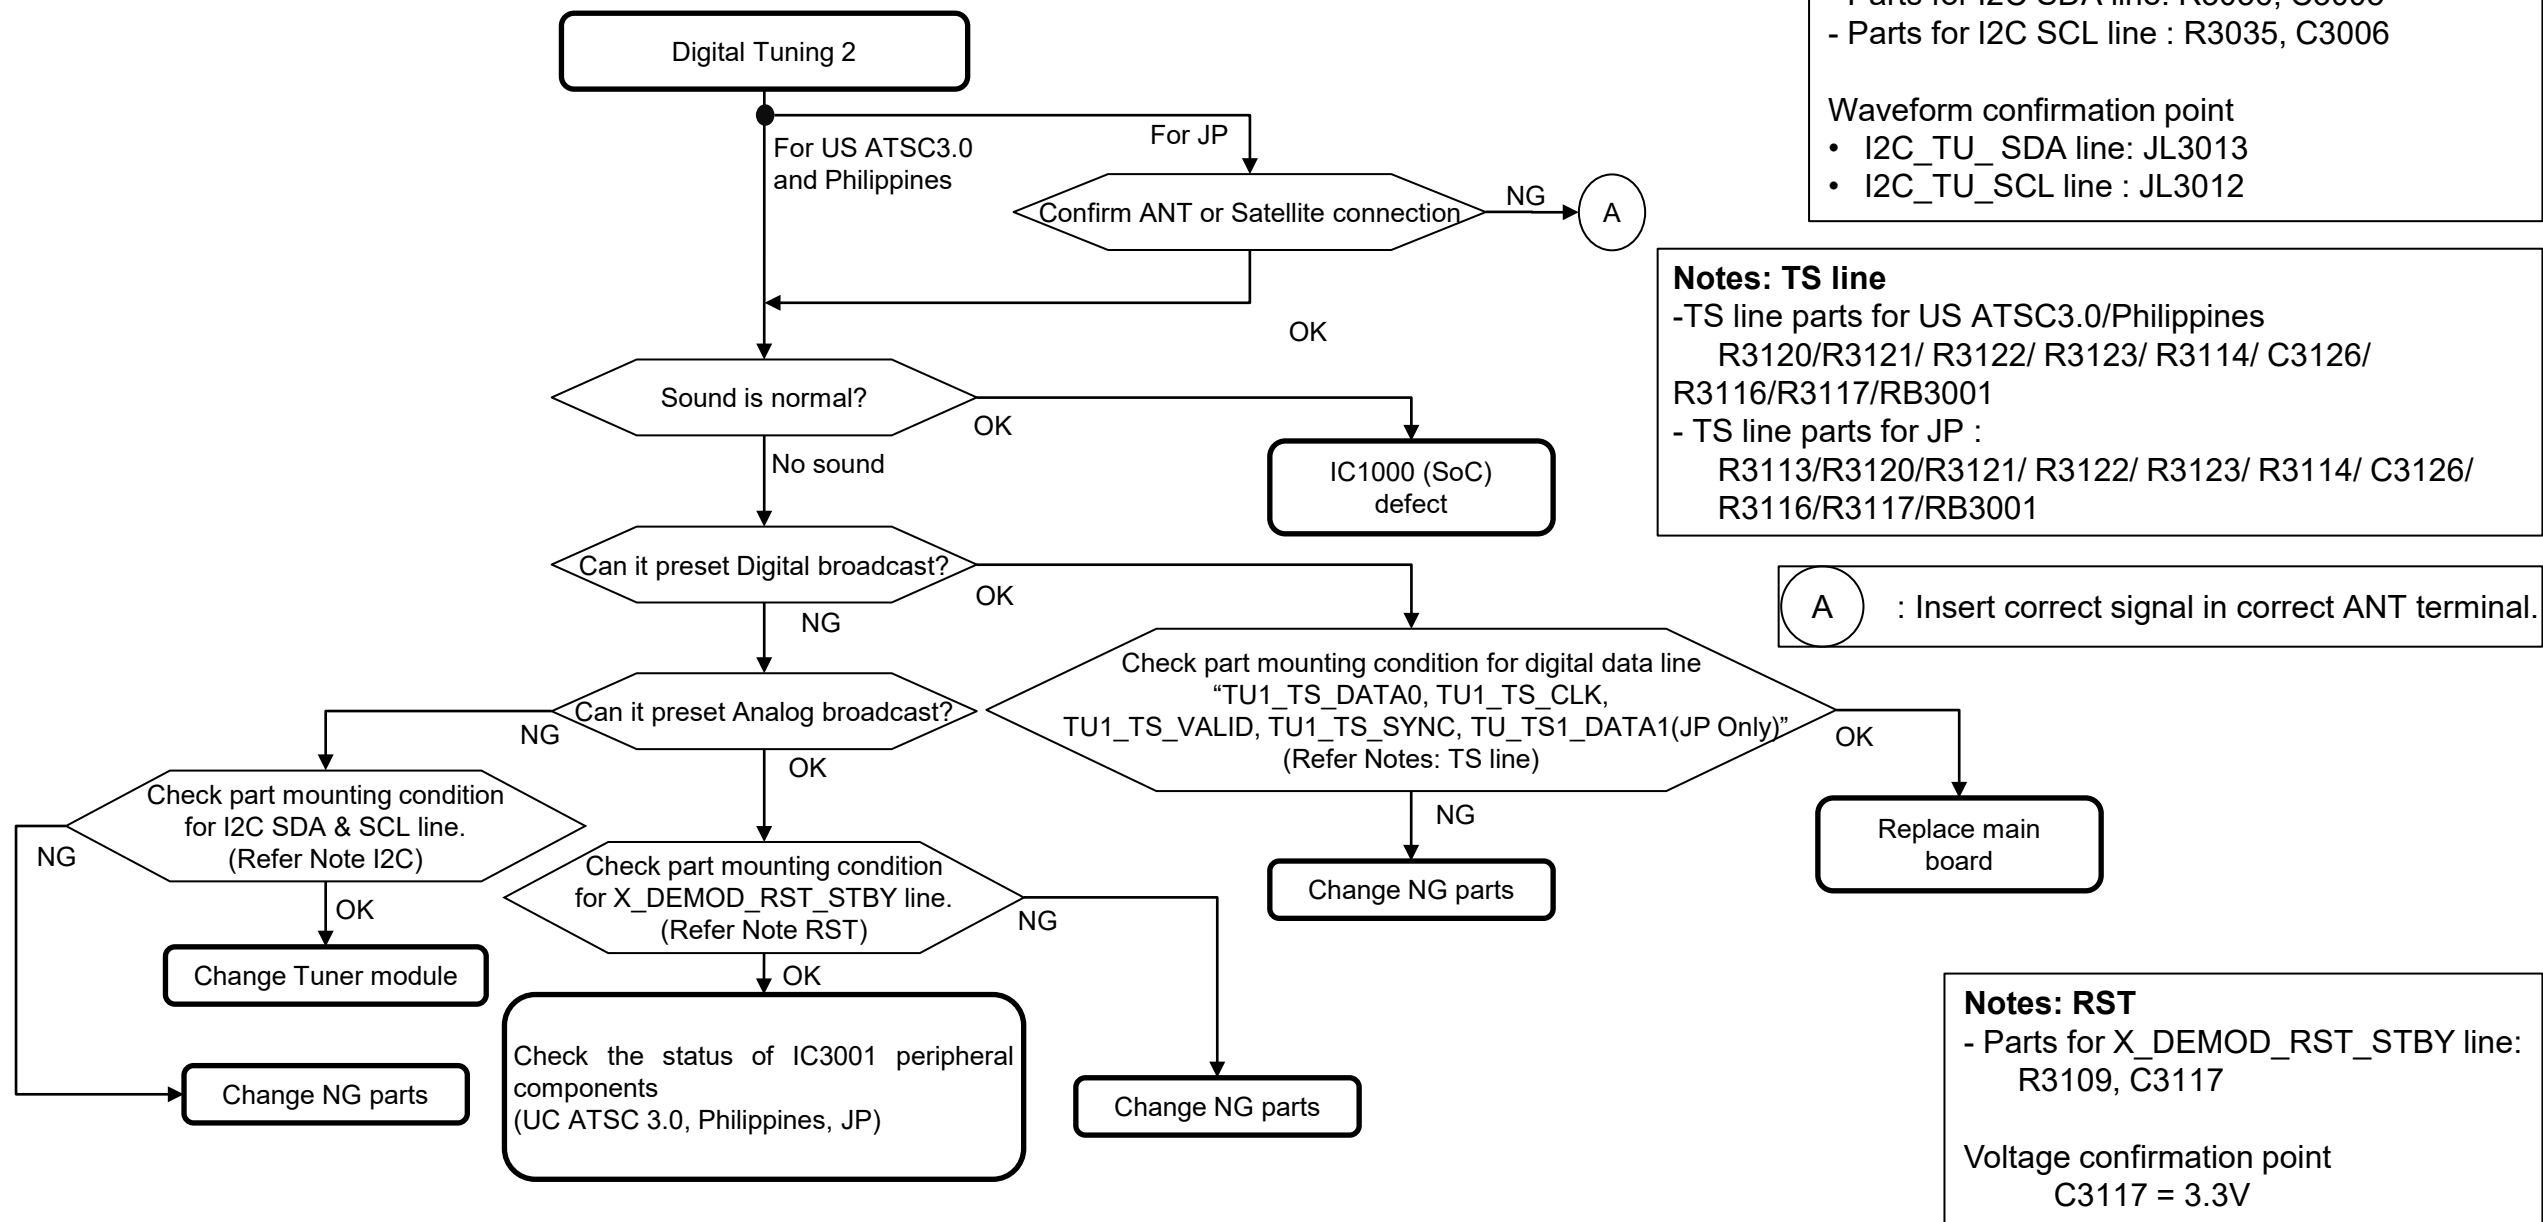 Digital Tuning 2
- Parts for I2C SCL line : R3035, C3006
Waveform confirmation point
• I2C_TU_ SDA line: JL3013
• I2C_TU_SCL line : JL3012
For US ATSC3.0
and Philippines
For JP
Confirm ANT or Satellite connection
NG
A
OK
Notes: TS line
-TS line parts for US ATSC3.0/Philippines
R3120/R3121/ R3122/ R3123/ R3114/ C3126/
R3116/R3117/RB3001
- TS line parts for JP :
R3113/R3120/R3121/ R3122/ R3123/ R3114/ C3126/
R3116/R3117/RB3001
Sound is normal?
OK
No sound
IC1000 (SoC)
defect
Can it preset Digital broadcast?
OK
NG
A
: Insert correct signal in correct ANT terminal.
Check part mounting condition for digital data line
“TU1_TS_DATA0, TU1_TS_CLK,
TU1_TS_VALID, TU1_TS_SYNC, TU_TS1_DATA1(JP Only)”
(Refer Notes: TS line)
OK
NG
Replace main
board
Change NG parts
Can it preset Analog broadcast?
NG
OK
Check part mounting condition
for I2C SDA & SCL line.
(Refer Note I2C)
NG
OK
Change Tuner module
Change NG parts
Check part mounting condition
for X_DEMOD_RST_STBY line.
(Refer Note RST)
NG
OK
Check the status of IC3001 peripheral
components
(UC ATSC 3.0, Philippines, JP)
Change NG parts
Notes: RST
- Parts for X_DEMOD_RST_STBY line:
R3109, C3117
Voltage confirmation point
C3117 = 3.3V